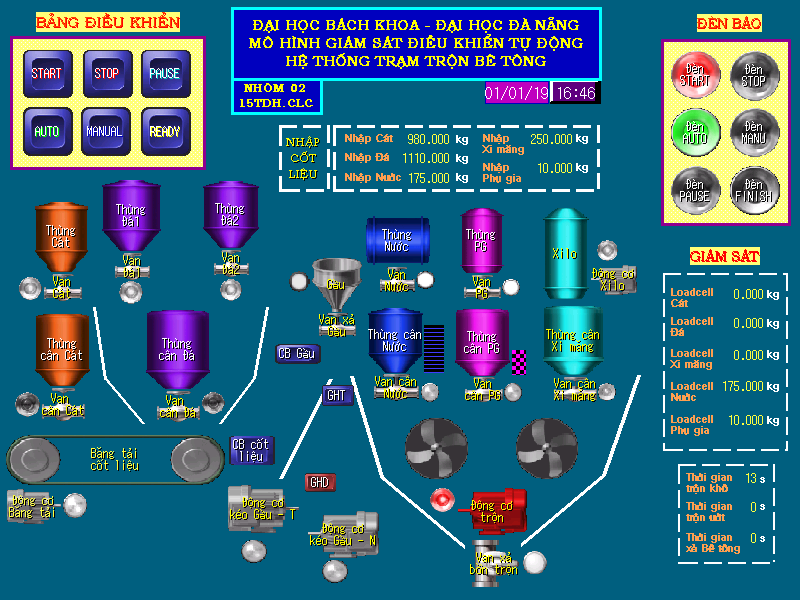 BẢNG ĐIỀU KHIỂN
START
STOP
PAUSE
AUTO
MANUAL
READY
ĐẠI HỌC BÁCH KHOA - ĐẠI HỌC ĐÀ NẴNG
MÔ HÌNH GIÁM SÁT ĐIỀU KHIỂN TỰ ĐỘNG
HỆ THỐNG TRẠM TRỘN BÊ TÔNG
NHÓM 02
15TDH.CLC
01/01/19
16:46
ĐÈN BÁO
Đèn
START
Đèn
STOP
Đèn
AUTO
Đèn
MANU
Đèn
PAUSE
Đèn
FINISH
NHẬP
CỐT
LIỆU
Nhập Cát 980.000 kg
Nhập Đá 1110.000 kg
Nhập Nước 175.000 kg
Nhập
Xi măng
250.000 kg
Nhập
Phụ gia
10.000 kg
Thùng
Cát
Van
Cát
Thùng
Đá1
Van
Đá1
Thùng
Đá2
Van
Đá2
Gàu
Van xả
Gàu
Thùng
Nước
Van
Nước
Thùng
PG
Van
PG
Xilo
Động cơ
Xilo
Thùng
cân Cát
Van
cân Cát
Thùng
cân Đá
Van
cân Đá
CB Gàu
Thùng cân
Nước
Van cân
Nước
Thùng
cân PG
Van
cân PG
Thùng cân
Xi măng
Van cân
Xi măng
GHT
GIÁM SÁT
Loadcell
Cát
0.000 kg
Loadcell
Đá
0.000 kg
Loadcell
Xi măng
0.000 kg
Loadcell
Nước
175.000 kg
Loadcell
Phụ gia
10.000 kg
Băng tải
cốt liệu
CB cốt
liệu
GHD
Động cơ
Băng tải
Động cơ
kéo Gàu - T
Động cơ
kéo Gàu - N
Động cơ
trộn
Van xả
bồn trộn
Thời gian
trộn khô
13 s
Thời gian
trộn ướt
0 s
Thời gian
xả Bê tông
0 s